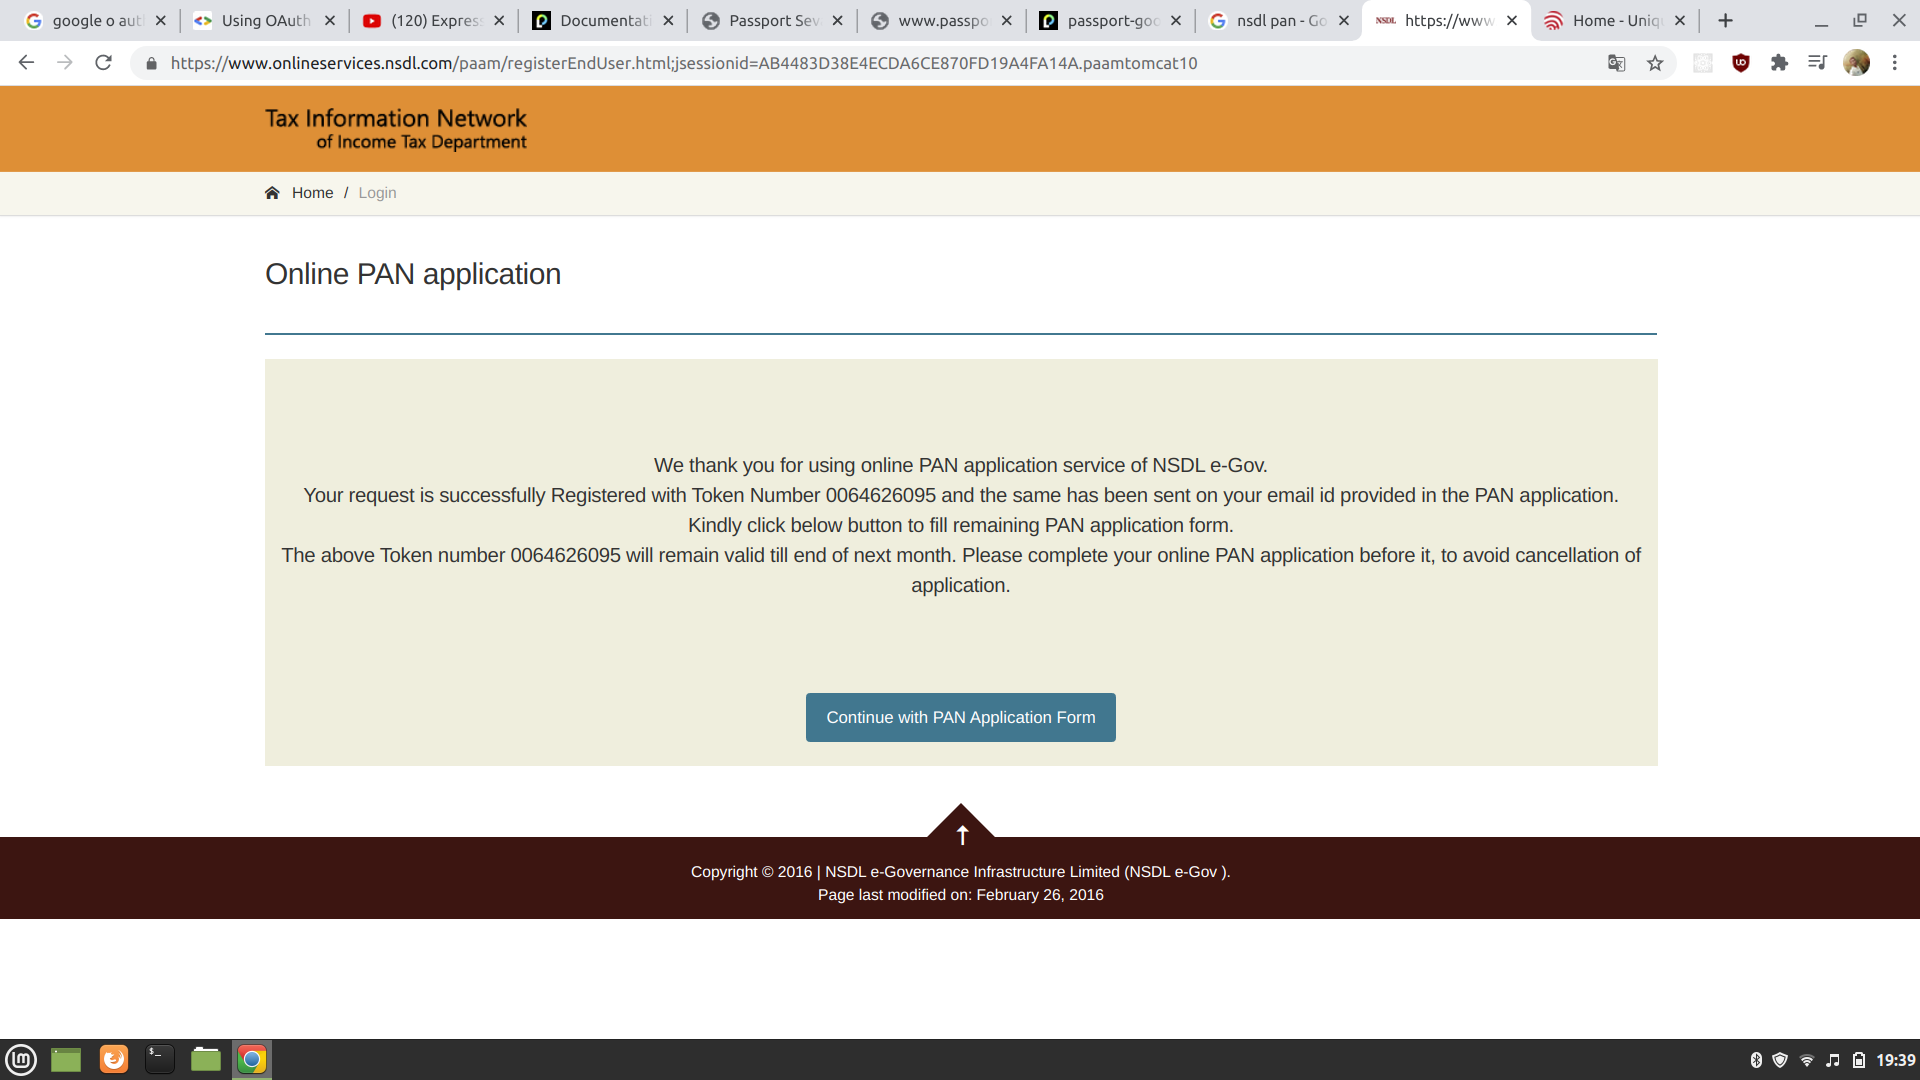 google o aut
Using OAuth
(120) Express
Documentati
Passport Sev
www.passpo
passport-goo
nsdl pan - Go
NSDL https://www
Home - Uniq
https://www.onlineservices.nsdl.com/paam/registerEndUser.html;jsessionid=AB4483D38E4ECDA6CE870FD19A4FA14A.paamtomcat10
Tax Information Network
of Income Tax Department
Home / Login
Online PAN application
We thank you for using online PAN application service of NSDL e-Gov.
Your request is successfully Registered with Token Number 0064626095 and the same has been sent on your email id provided in the PAN application.
Kindly click below button to fill remaining PAN application form.
The above Token number 0064626095 will remain valid till end of next month. Please complete your online PAN application before it, to avoid cancellation of
application.
Continue with PAN Application Form
Copyright © 2016 | NSDL e-Governance Infrastructure Limited (NSDL e-Gov ).
Page last modified on: February 26, 2016
19:39